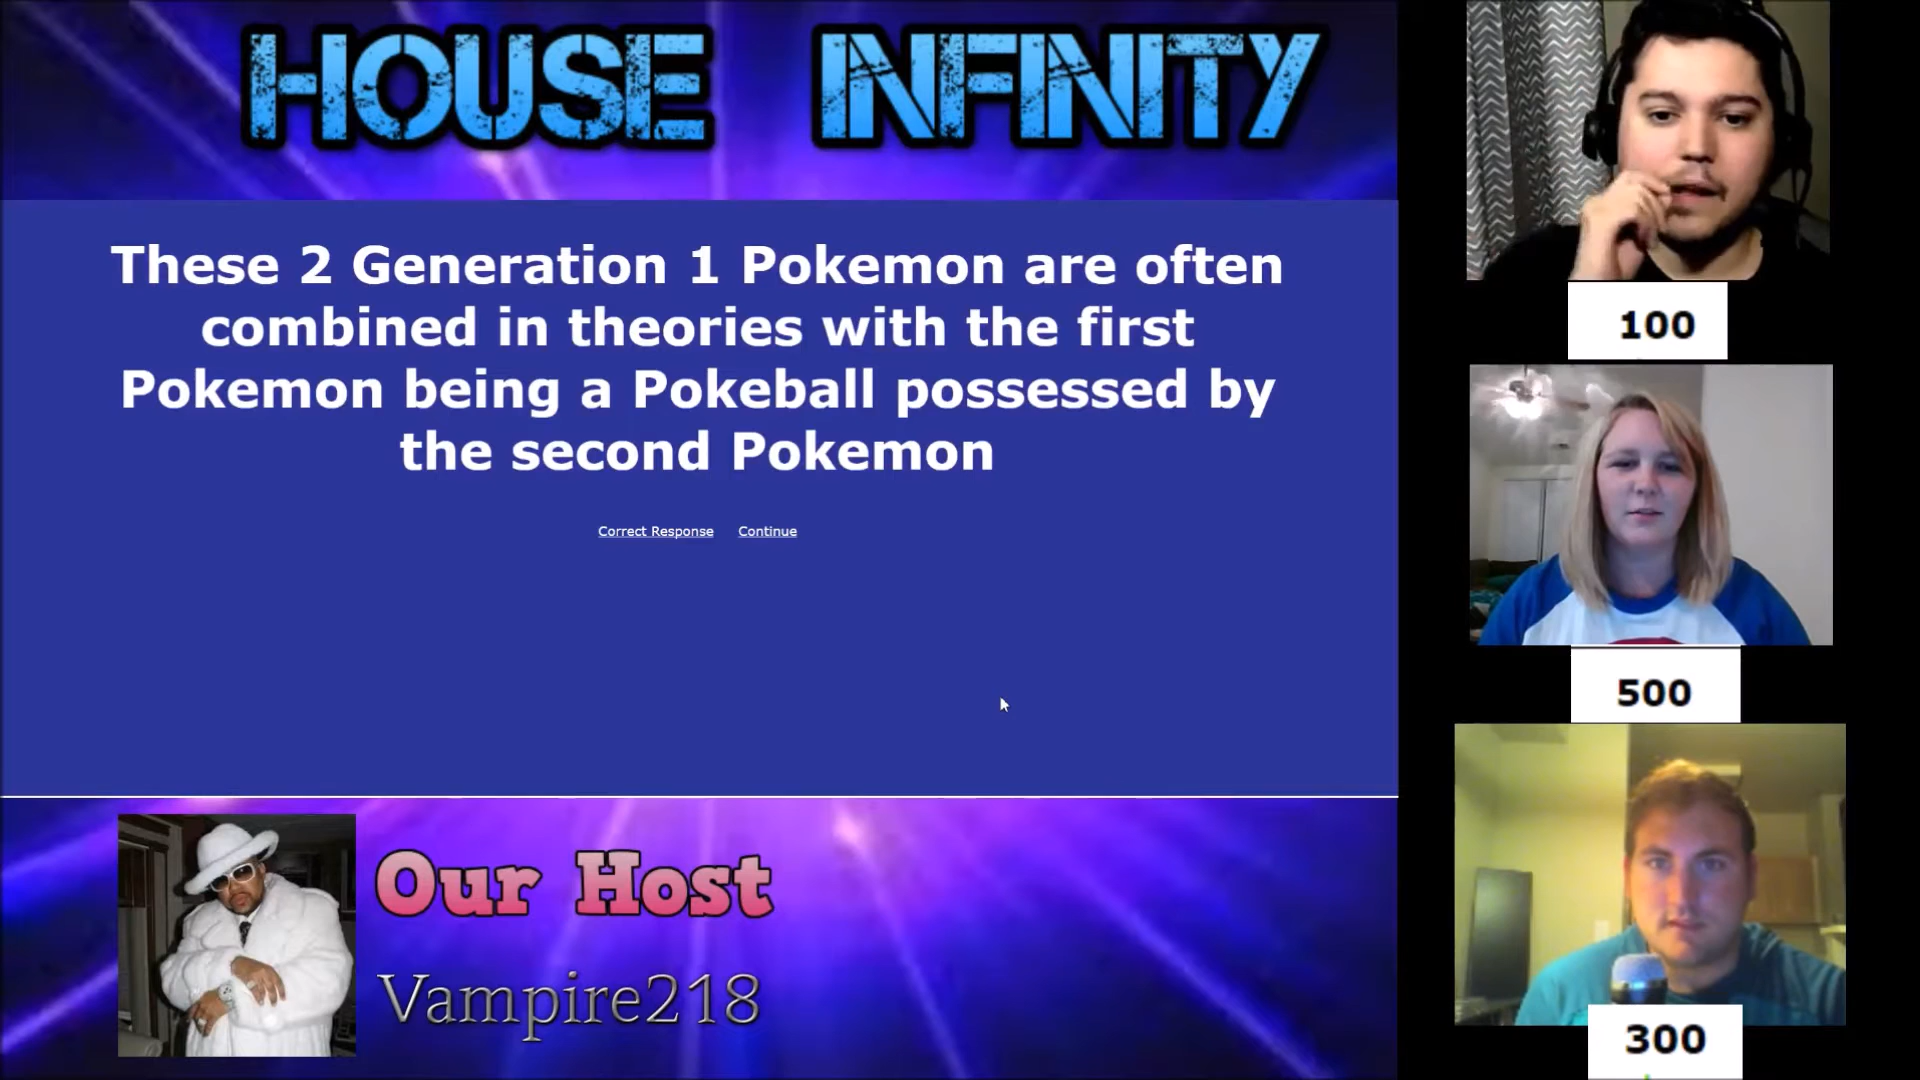 HOUSE INFINITY
These 2 Generation 1 Pokemon are often
combined in theories with the first
Pokemon being a Pokeball possessed by
the second Pokemon
Correct Response Continue
100
500
300
Our Host
Vampire218